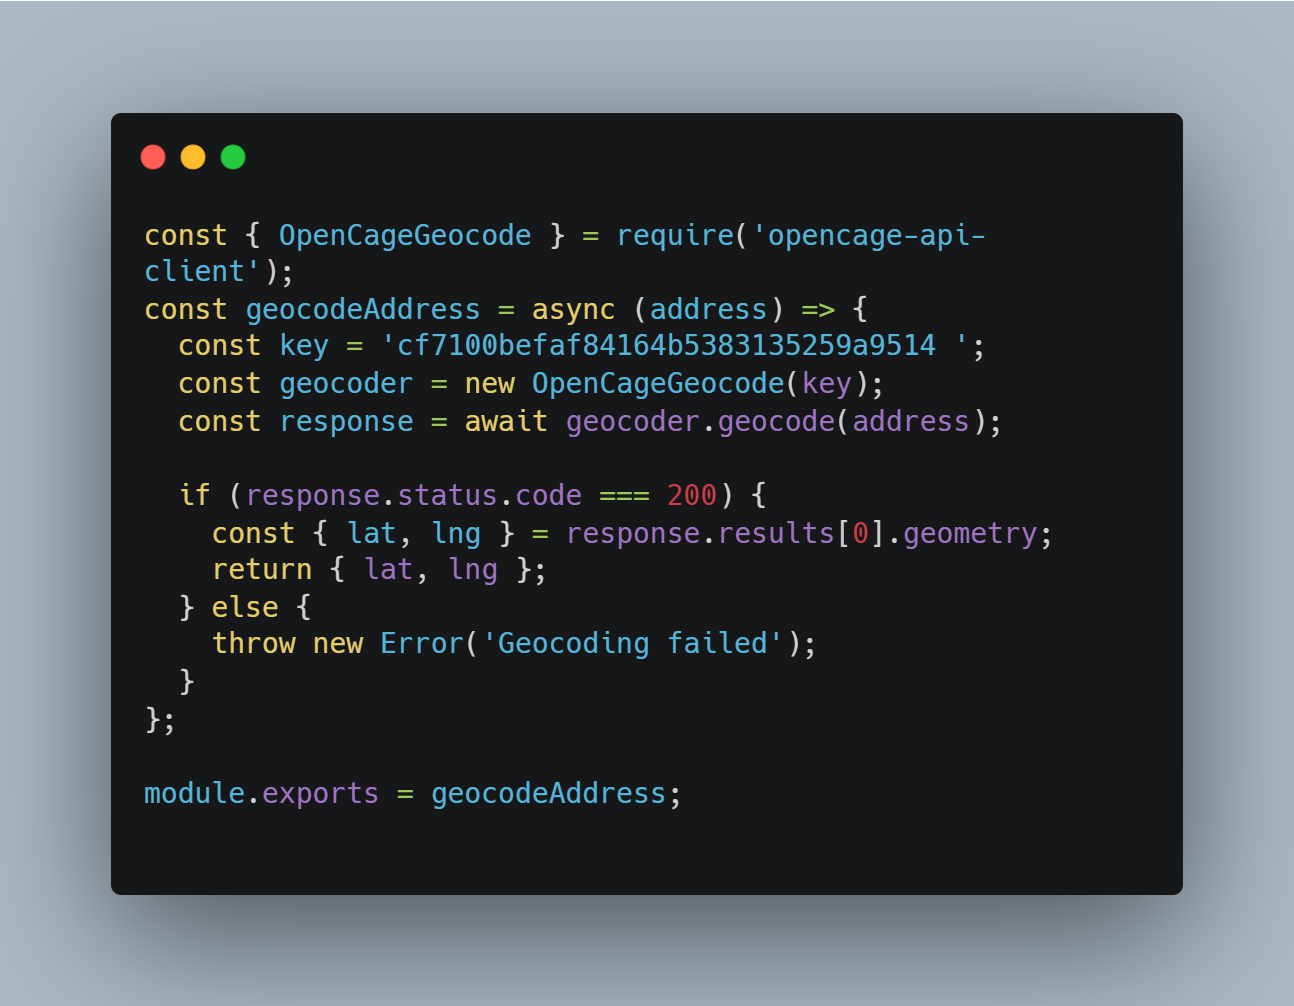 const { OpenCageGeocode } = require('opencage-api-
client');
const geocodeAddress = async (address) => {
  const key = 'cf7100befaf84164b5383135259a9514 ';
  const geocoder = new OpenCageGeocode(key);
  const response = await geocoder.geocode(address);

  if (response.status.code === 200) {
    const { lat, lng } = response.results[0].geometry;
    return { lat, lng };
  } else {
    throw new Error('Geocoding failed');
  }
};

module.exports = geocodeAddress;